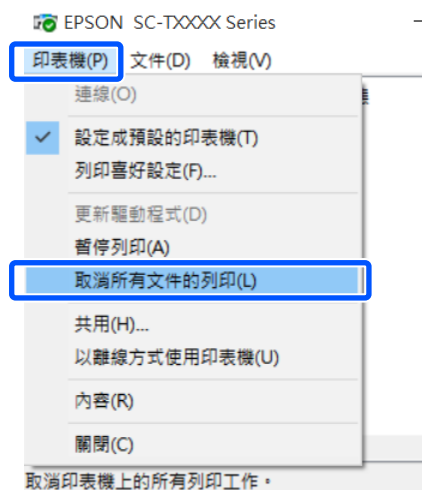 EPSON SC-TXXXX Series
印表機(P) 文件(D) 檢視(V)
連線(O)
設定成預設的印表機(T)
列印喜好設定(F)...
更新驅動程式(D)
暫停列印(A)
取消所有文件的列印(L)
共用(H)...
以離線方式使用印表機(U)
內容(R)
關閉(C)
取消印表機上的所有列印工作。